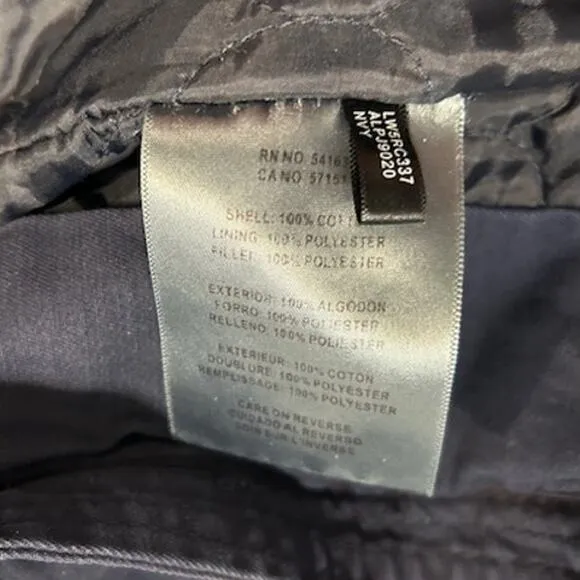 LW5RC337
ALPJ9020
NVY
RN NO. 5416
CA NO. 5715
SHELL: 100% COTT
LINING: 100% POLYESTER
FILLER: 100% POLYESTER
EXTERIOR: 100% ALGODON
FORRO: 100% POLIESTER
RELLENO: 100% POLIESTER
EXTERIEUR: 100% COTON
DOUBLURE: 100% POLYESTER
REMPLISSAGE: 100% POLYESTER
CARE ON REVERSE
CUIDADO AL REVERSO
SOIN SUR L'INVERSE